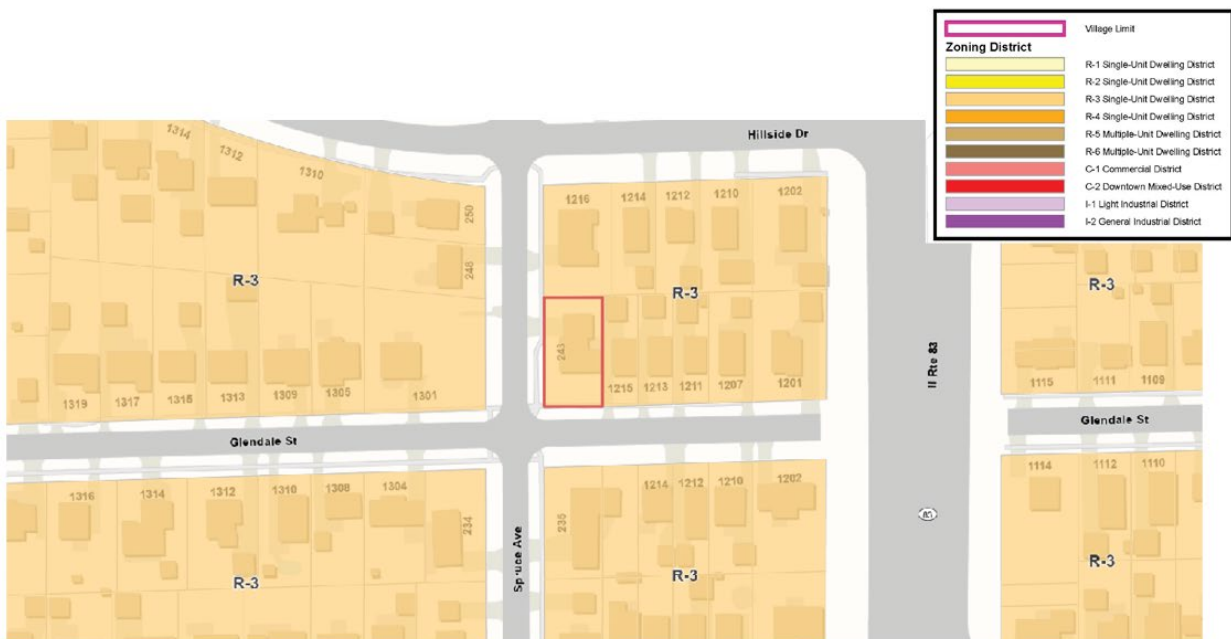 Village Limit
Zoning District
R-1 Single-Unit Dwelling District
R-2 Single-Unit Dwelling District
R-3 Single-Unit Dwelling District
R-4 Single-Unit Dwelling District
R-5 Multiple-Unit Dwelling District
R-6 Multiple-Unit Dwelling District
C-1 Commercial District
C-2 Downtown Mixed-Use District
I-1 Light Industrial District
I-2 General Industrial District
Hillside Dr
1314
1312
1310
250
248
R-3
1319
1317
1315
1313
1309
1305
1301
1216
1214
1212
1210
1202
R-3
243
1215
1213
1211
1207
1201
Il Rte 83
R-3
1115
1111
1109
Glendale St
Glendale St
1316
1314
1312
1310
1308
1304
234
R-3
Spruce Ave
235
1214
1212
1210
1202
R-3
83
1114
1112
1110
R-3